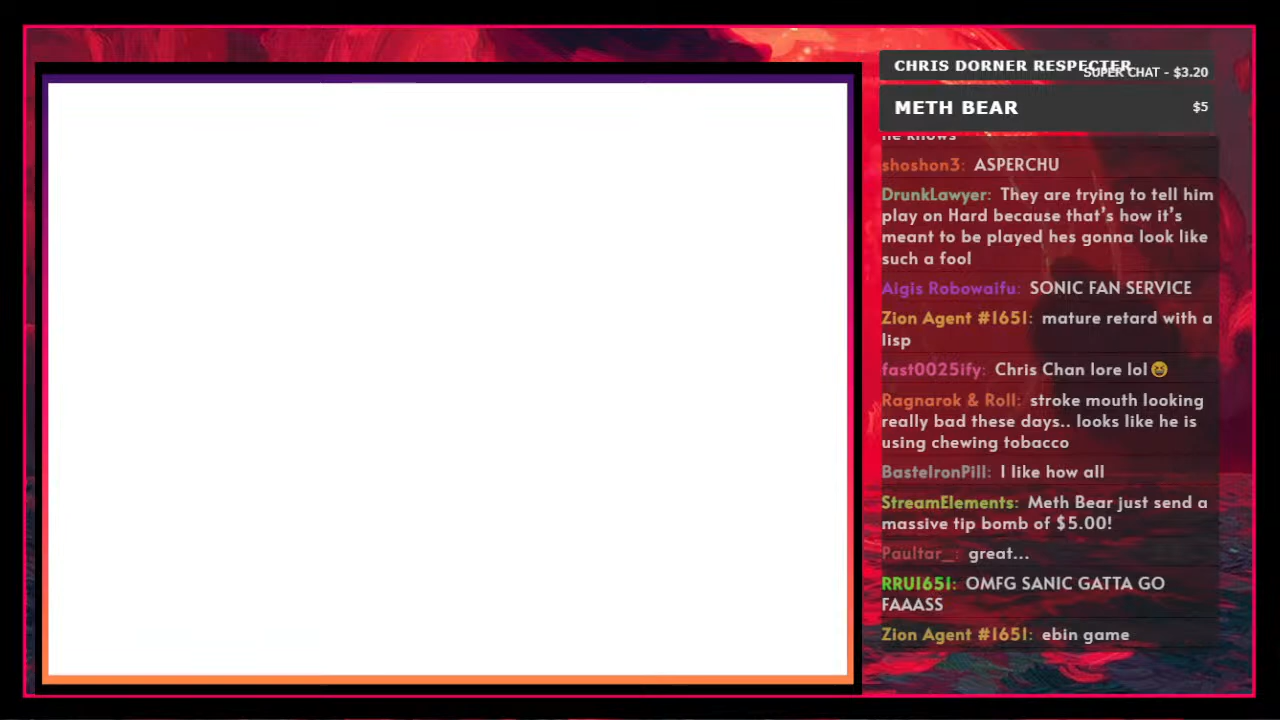 CHRIS DORNER RESPECTER
SUPER CHAT - $3.20
METH BEAR $5
he knows
shoshon3: ASPERCHU
DrunkLawyer: They are trying to tell him
play on Hard because that's how it's
meant to be played hes gonna look like
such a fool
Aigis Robowaifu: SONIC FAN SERVICE
Zion Agent #1651: mature retard with a
lisp
fast0025ify: Chris Chan lore lol😆
Ragnarok & Roll: stroke mouth looking
really bad these days.. looks like he is
using chewing tobacco
BasteIronPill: I like how all
StreamElements: Meth Bear just send a
massive tip bomb of $5.00!
Paultar_: great...
RRU1651: OMFG SANIC GATTA GO
FAAASS
Zion Agent #1651: ebin game